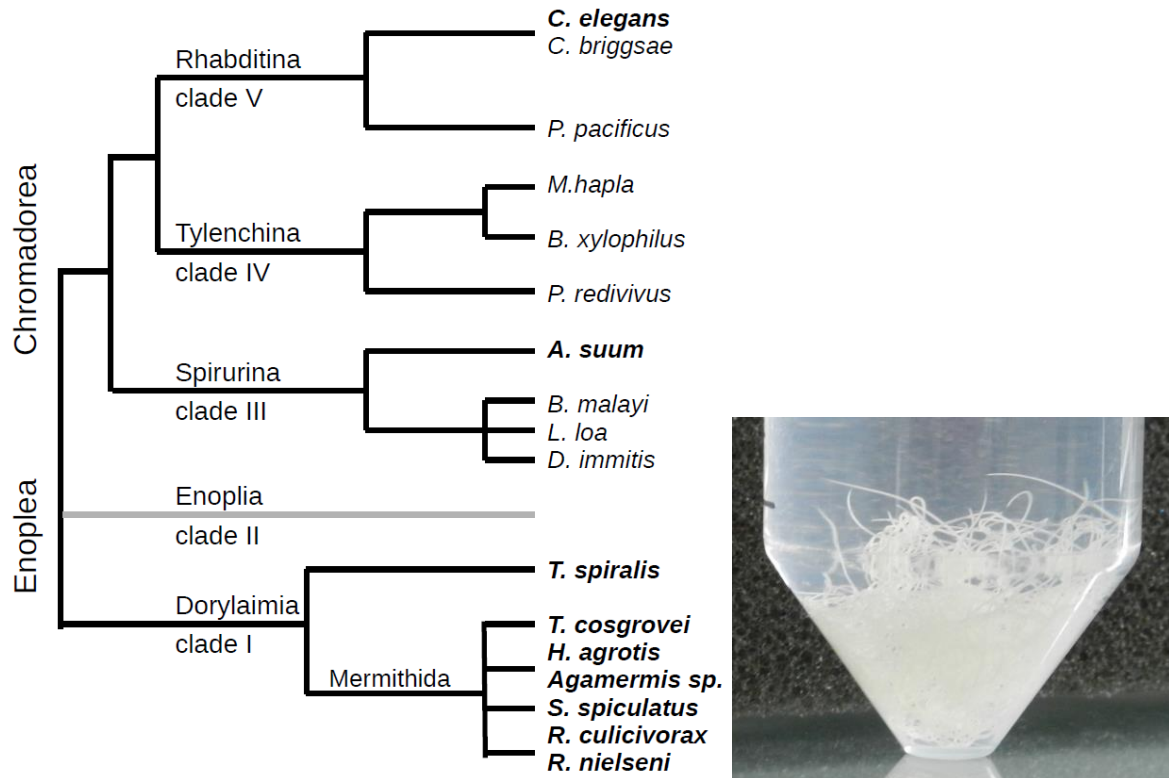 C. elegans
C. briggsae
Rhabditina
clade V
P. pacificus
Chromadorea
M.hapla
Tylenchina
B. xylophilus
clade IV
P. redivivus
A. suum
Spirurina
clade III
B. malayi
L. loa
D. immitis
Enoplea
Enoplia
clade II
T. spiralis
Dorylaimia
clade I
T. cosgrovei
H. agrotis
Mermithida
Agamermis sp.
S. spiculatus
R. culicivorax
R. nielseni